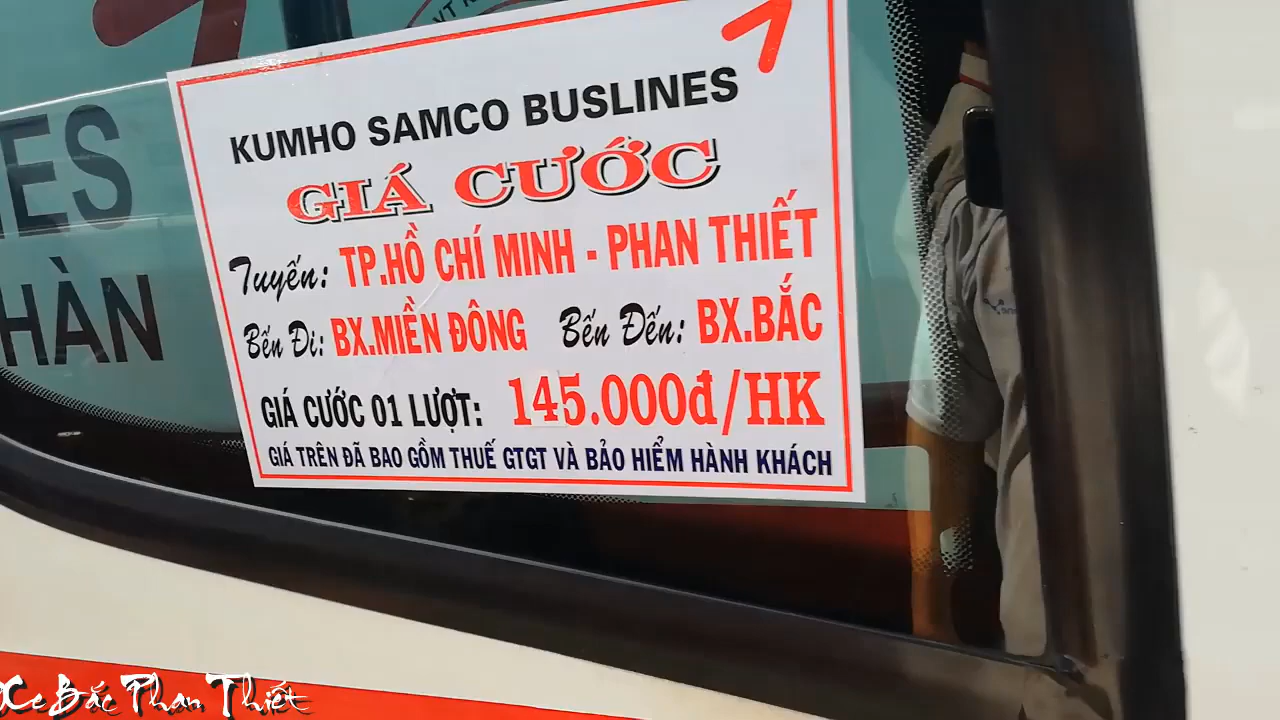 KUMHO SAMCO BUSLINES
GIÁ CƯỚC
Tuyến: TP.HỒ CHÍ MINH - PHAN THIẾT
Bến Đi: BX.MIỀN ĐÔNG Bến Đến: BX.BẮC
GIÁ CƯỚC 01 LƯỢT: 145.000đ/HK
GIÁ TRÊN ĐÃ BAO GỒM THUẾ GTGT VÀ BẢO HIỂM HÀNH KHÁCH
Xe Bắc Phan Thiết